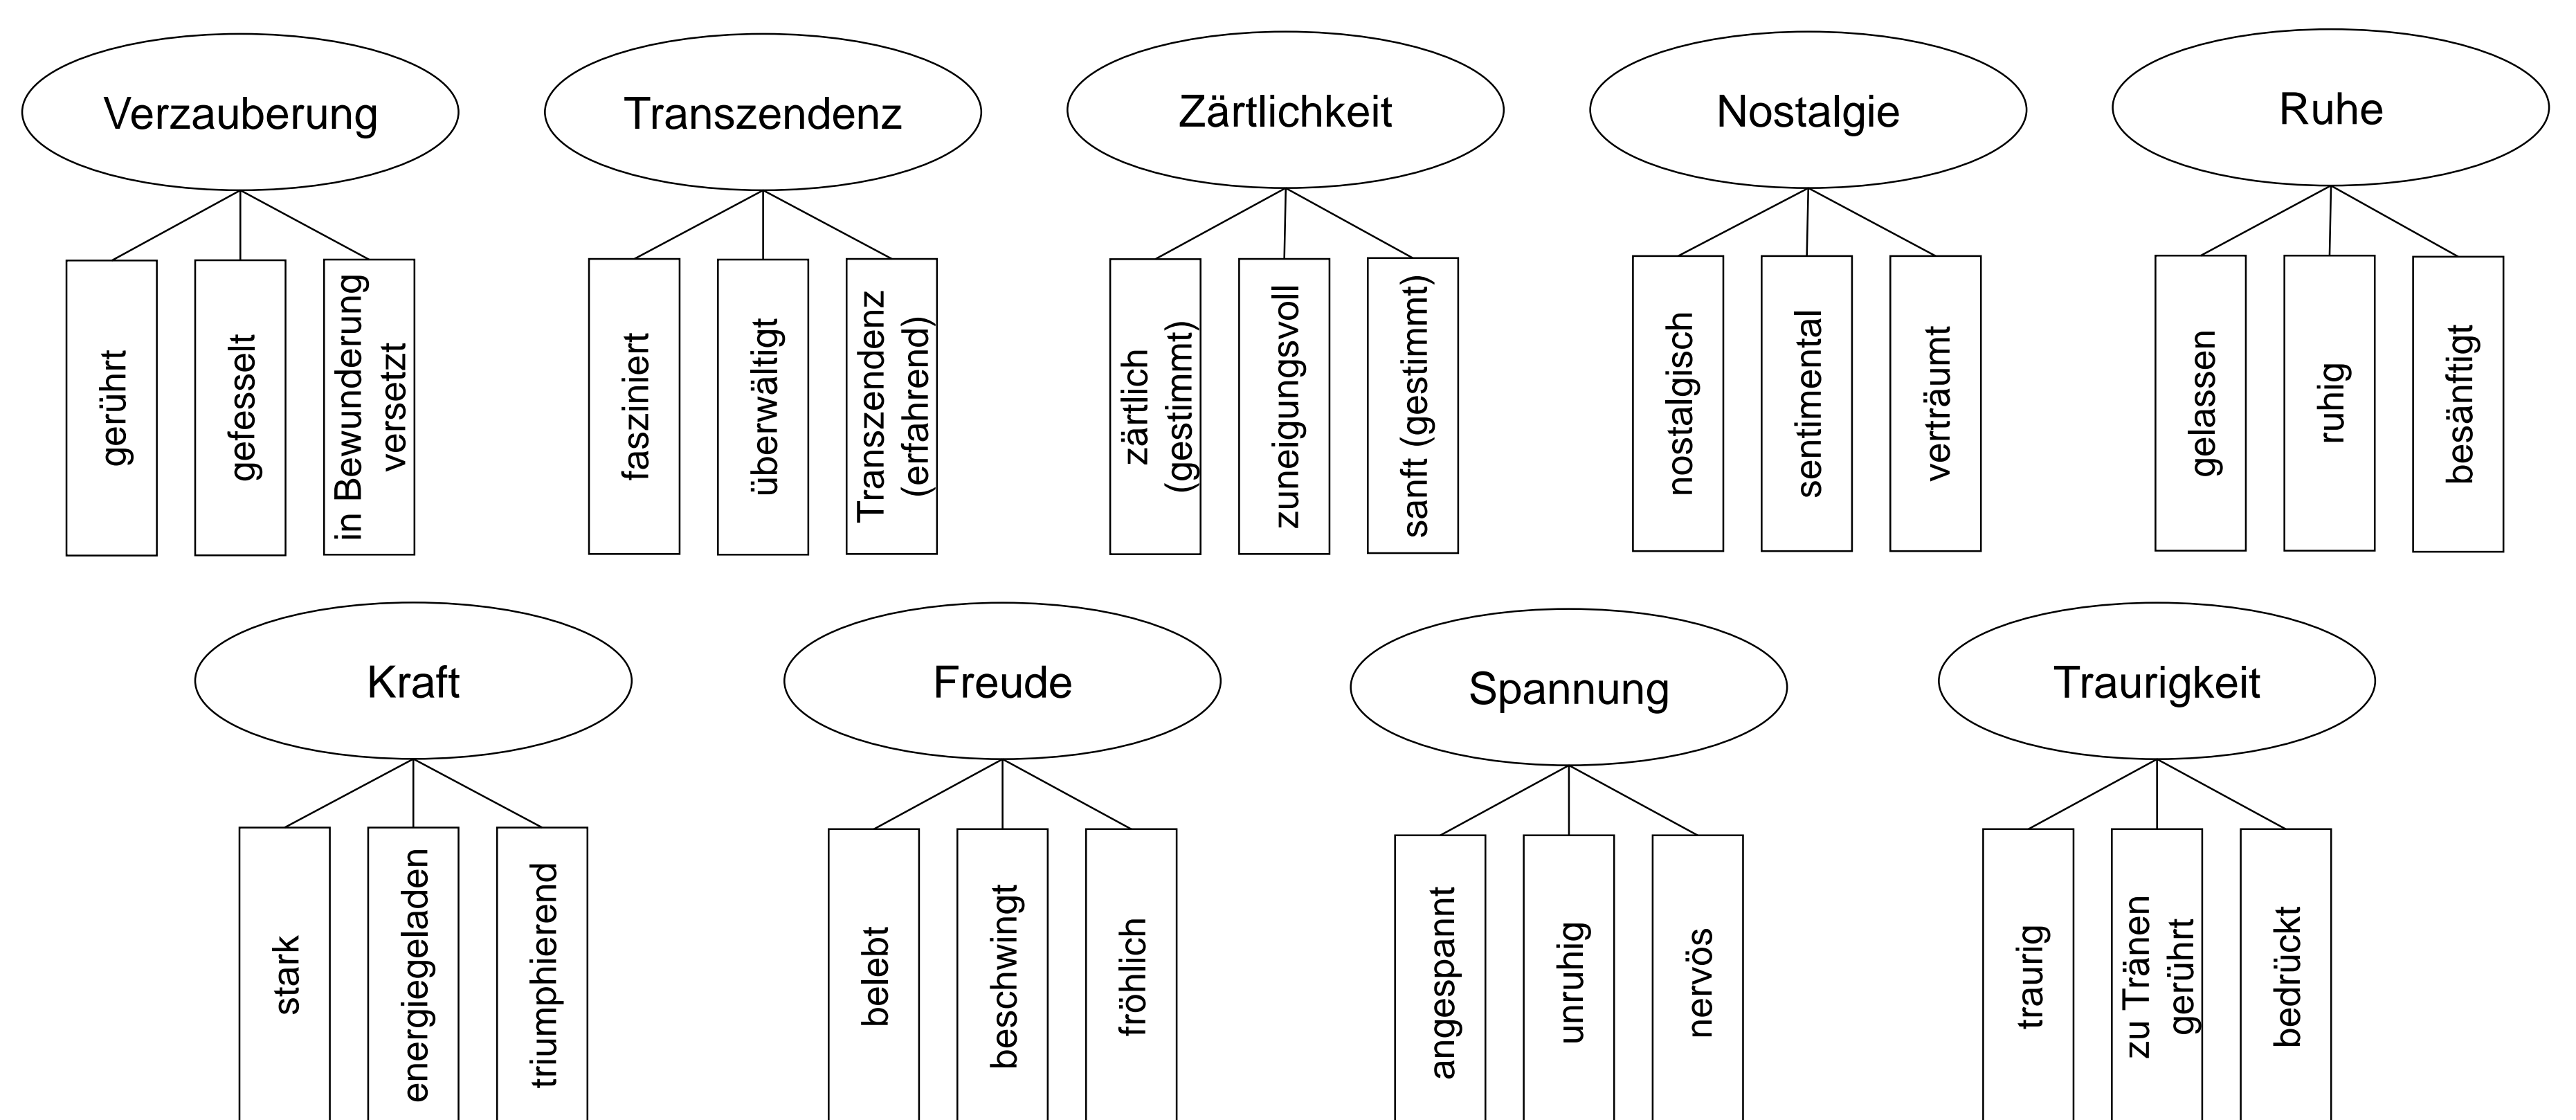 Verzauberung
gerührt
gefesselt
in Bewunderung
versetzt
Transzendenz
fasziniert
überwältigt
Transzendenz
(erfahrend)
Zärtlichkeit
zärtlich
(gestimmt)
zuneigungsvoll
sanft (gestimmt)
Nostalgie
nostalgisch
sentimental
verträumt
Ruhe
gelassen
ruhig
besänftigt
Kraft
stark
energiegeladen
triumphierend
Freude
belebt
beschwingt
fröhlich
Spannung
angespannt
unruhig
nervös
Traurigkeit
traurig
zu Tränen
gerührt
bedrückt